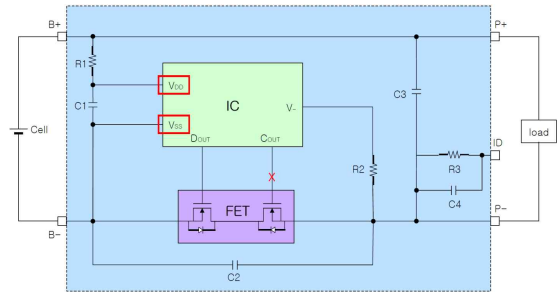 B+
P+
R1
VDD
IC
C3
C1
V-
Cell
VSS
load
DOUT
COUT
ID
R2
R3
X
C4
FET
B-
P-
C2